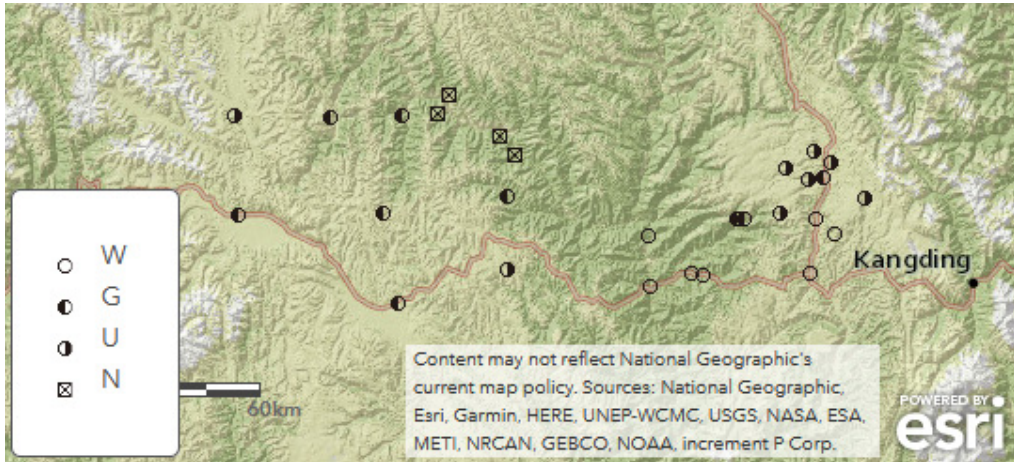 Kangding
W
G
U
N
60km
Content may not reflect National Geographic's
current map policy. Sources: National Geographic,
Esri, Garmin, HERE, UNEP-WCMC, USGS, NASA, ESA,
METI, NRCAN, GEBCO, NOAA, increment P Corp.
POWERED BY
esri